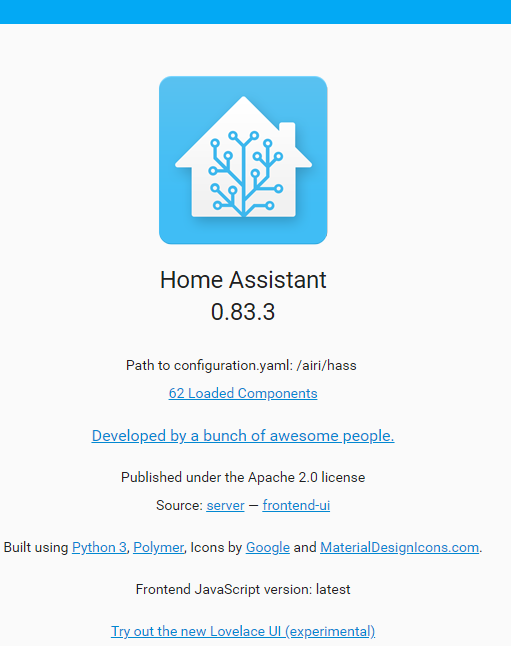 Home Assistant
0.83.3
Path to configuration.yaml: /airi/hass
62 Loaded Components
Developed by a bunch of awesome people.
Published under the Apache 2.0 license
Source: server — frontend-ui
Built using Python 3, Polymer, Icons by Google and MaterialDesignIcons.com.
Frontend JavaScript version: latest
Try out the new Lovelace UI (experimental)